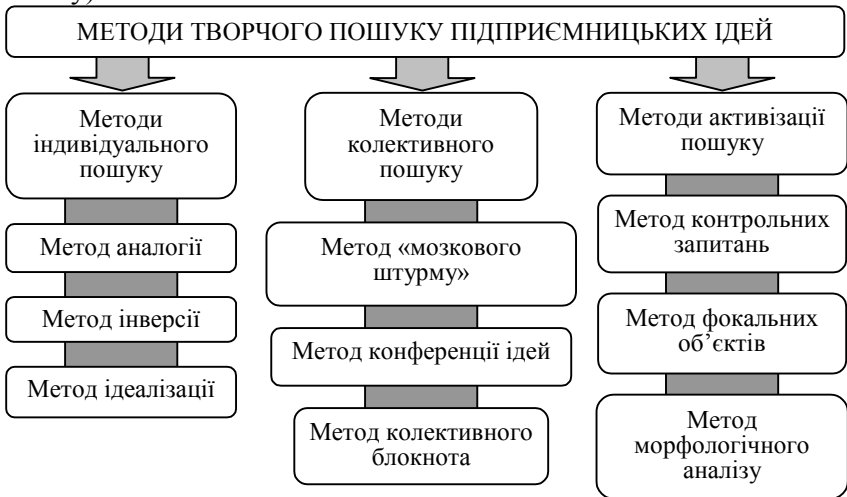 у)
МЕТОДИ ТВОРЧОГО ПОШУКУ ПІДПРИЄМНИЦЬКИХ ІДЕЙ
Методи
індивідуального
пошуку
Метод аналогії
Метод інверсії
Метод ідеалізації
Методи
колективного
пошуку
Метод «мозкового
штурму»
Метод конференції ідей
Метод колективного
блокнота
Методи активізації
пошуку
Метод контрольних
запитань
Метод фокальних
об’єктів
Метод
морфологічного
аналізу